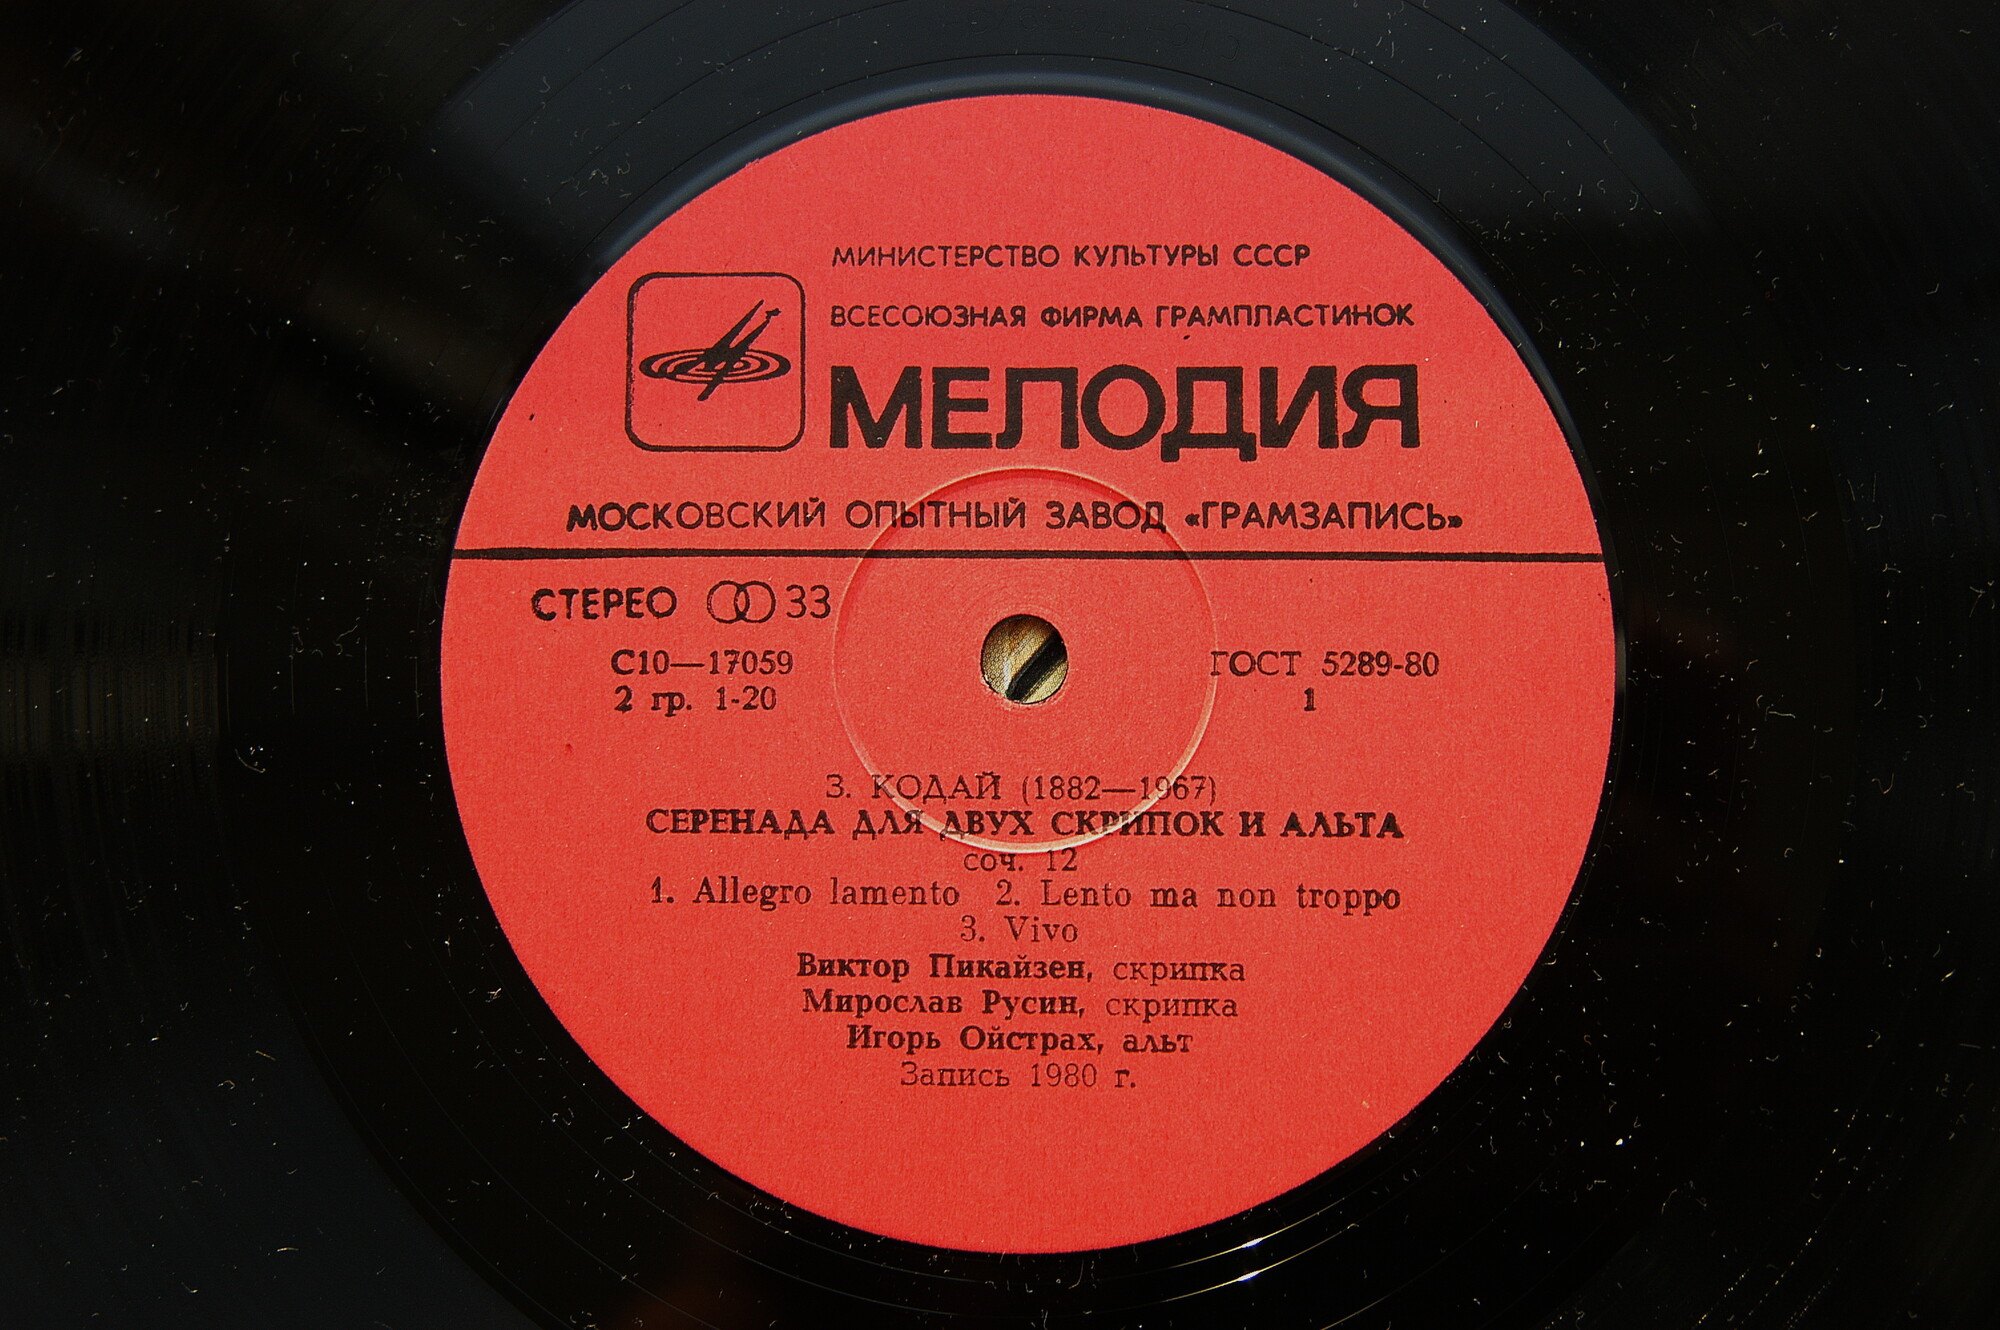 МИНИСТЕРСТВО КУЛЬТУРЫ СССР
ВСЕСОЮЗНАЯ ФИРМА ГРАМПЛАСТИНОК
МЕЛОДИЯ
МОСКОВСКИЙ ОПЫТНЫЙ ЗАВОД «ГРАМЗАПИСЬ»
СТЕРЕО 33
С10—17059 ГОСТ 5289-80
2 гр. 1-20 1
З. КОДАЙ (1882—1967)
СЕРЕНАДА ДЛЯ ДВУХ СКРИПОК И АЛЬТА
соч. 12
1. Allegro lamento 2. Lento ma non troppo
3. Vivo
Виктор Пикайзен, скрипка
Мирослав Русин, скрипка
Игорь Ойстрах, альт
Запись 1980 г.